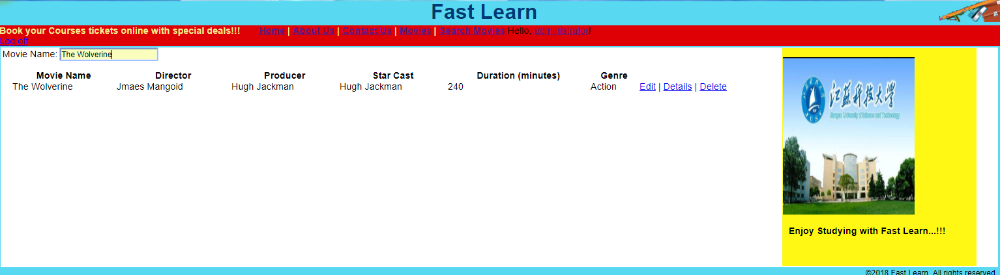 Fast Learn
Book your Courses tickets online with special deals!!! Home | About Us | Contact Us | Movies | Search Movies Hello, administrator!
Log off
Movie Name: The Wolverine
Movie Name Director Producer Star Cast Duration (minutes) Genre
The Wolverine Jmaes Mangoid Hugh Jackman Hugh Jackman 240 Action Edit | Details | Delete
江苏科技大学
Jiangsu University of Science and Technology
Enjoy Studying with Fast Learn...!!!
©2018 Fast Learn. All rights reserved